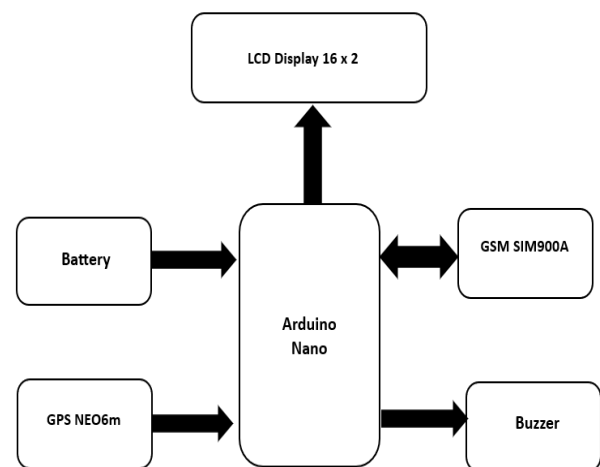 LCD Display 16 x 2
Battery
GSM SIM900A
Arduino
Nano
GPS NEO6m
Buzzer